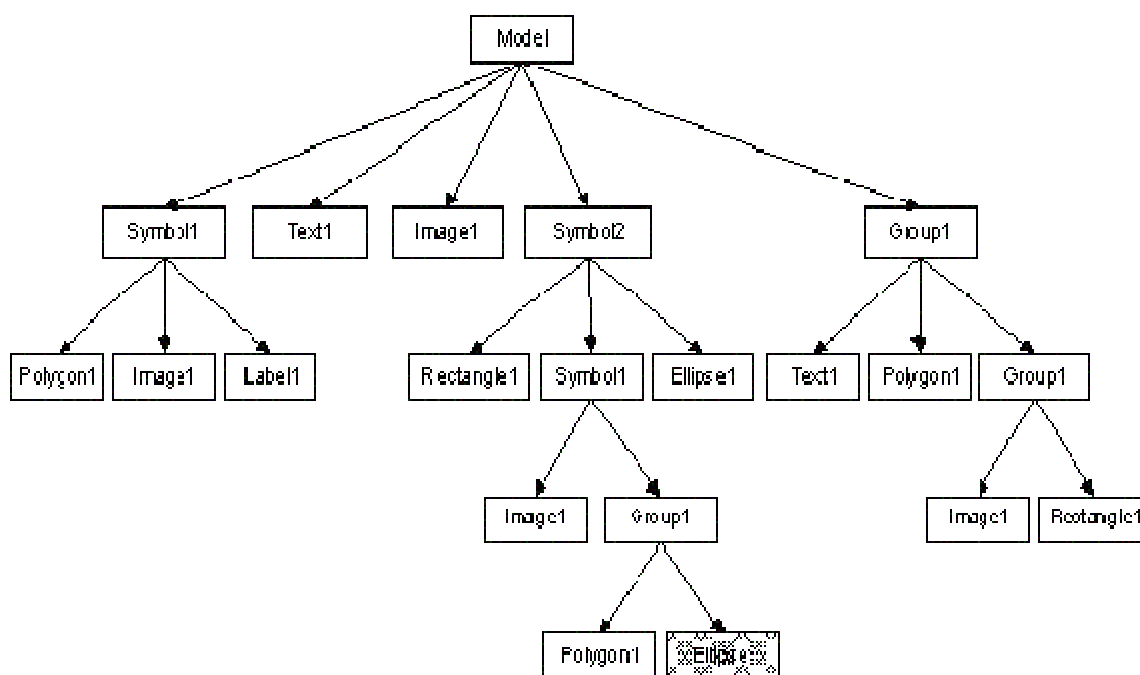 Model
Symbol1 Text1 Image1 Symbol2 Group1
Polygon1 Image1 Label1 Rectangle1 Symbol1 Ellipse1 Text1 Polygon1 Group1
Image1 Group1 Image1 Rectangle1
Polygon1 Ellipse